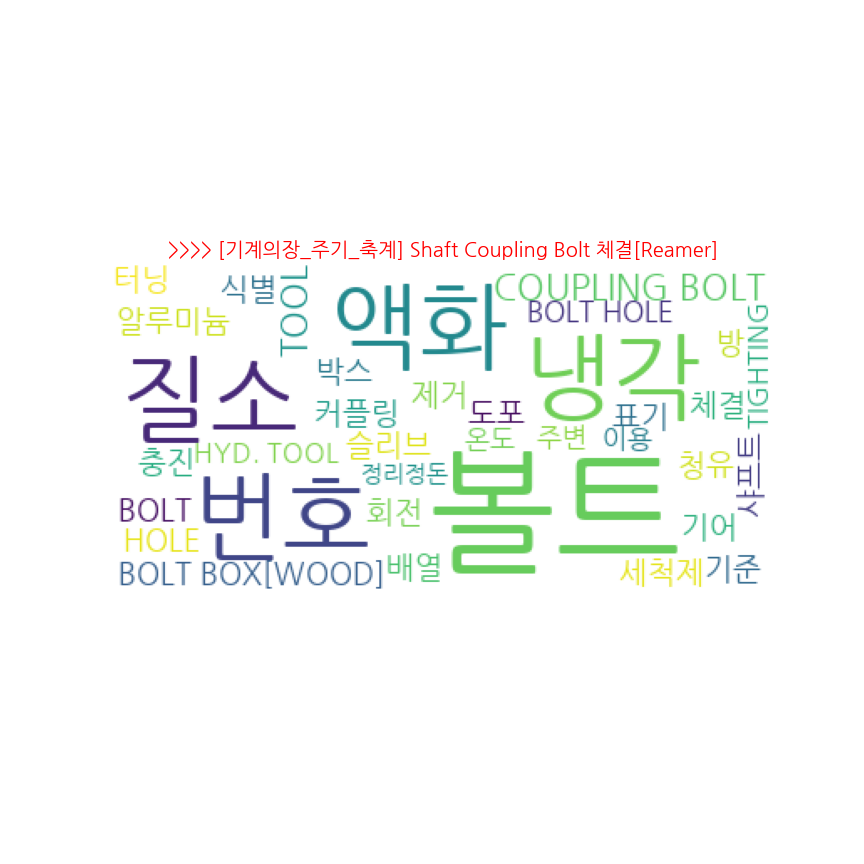 >>>> [기계의장_주기_축계] Shaft Coupling Bolt 체결[Reamer]
터닝
식별
TOOL
액화
COUPLING BOLT
알루미늄
BOLT HOLE
방
TIGHTING
질소
박스
냉각
제거
체결
커플링
도포
표기
슬리브
온도
주변
이용
충진
HYD. TOOL
정리정돈
청유
샤프트
BOLT
번호
회전
볼트
기어
HOLE
BOLT BOX[WOOD]
배열
세척제
기준